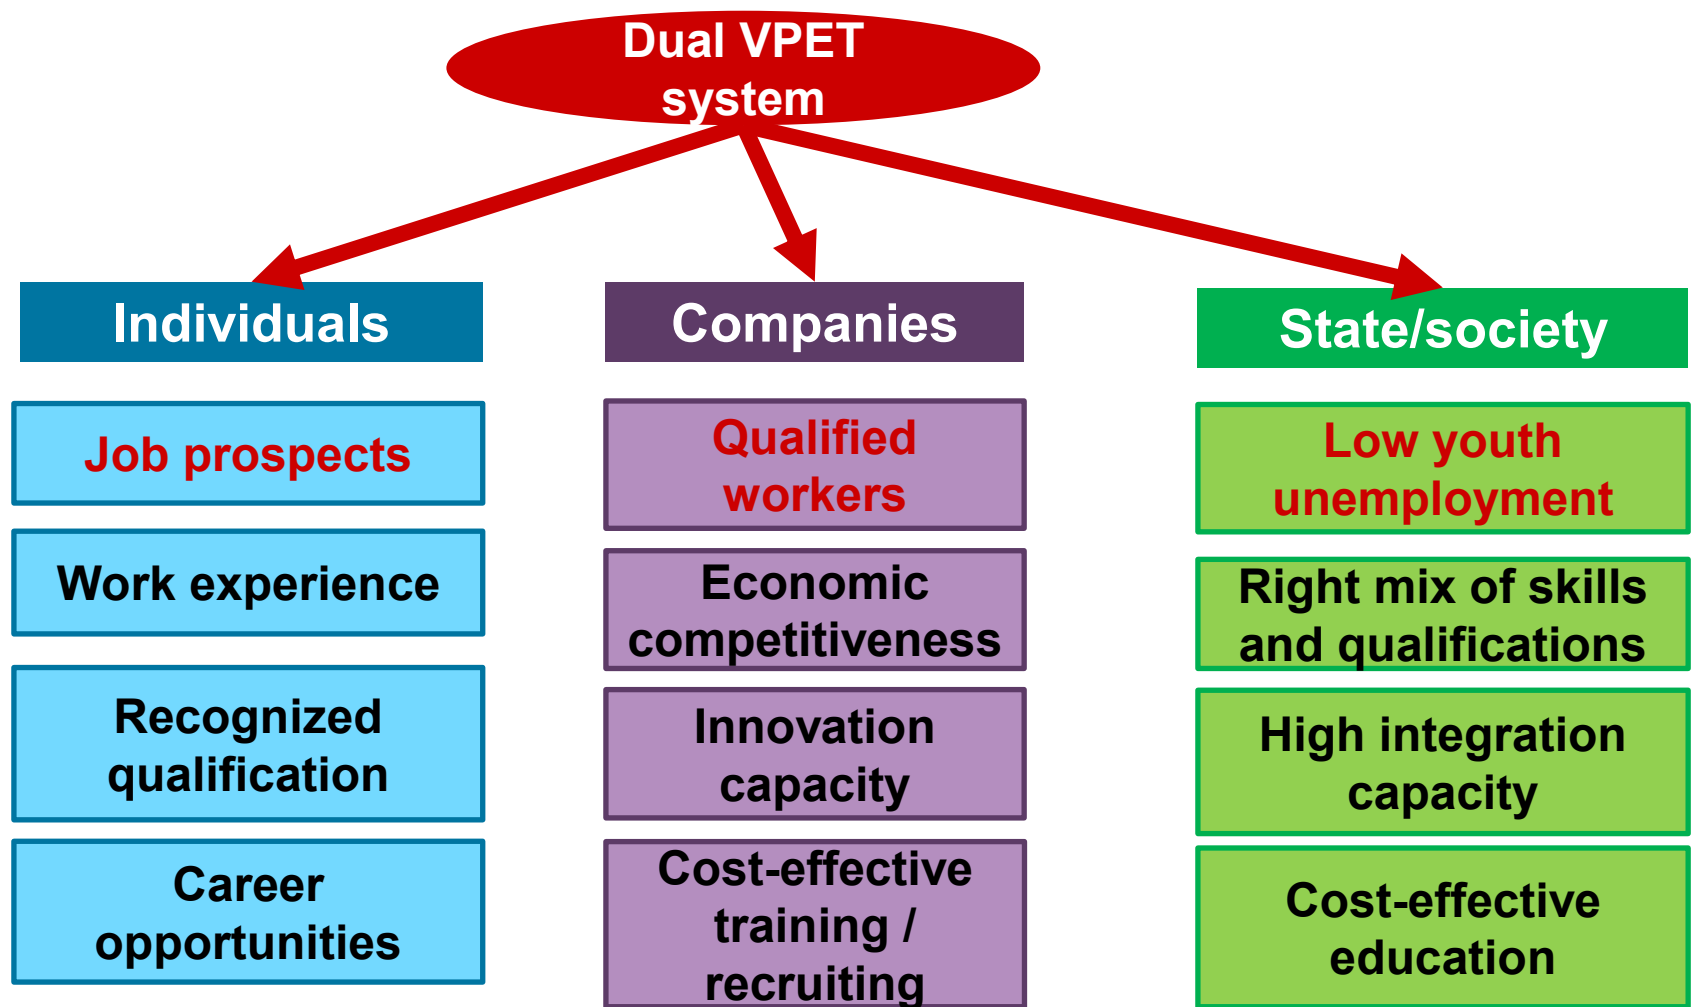 Dual VPET
system
Individuals
Job prospects
Work experience
Recognized
qualification
Career
opportunities
Companies
Qualified
workers
Economic
competitiveness
Innovation
capacity
Cost-effective
training /
recruiting
State/society
Low youth
unemployment
Right mix of skills
and qualifications
High integration
capacity
Cost-effective
education